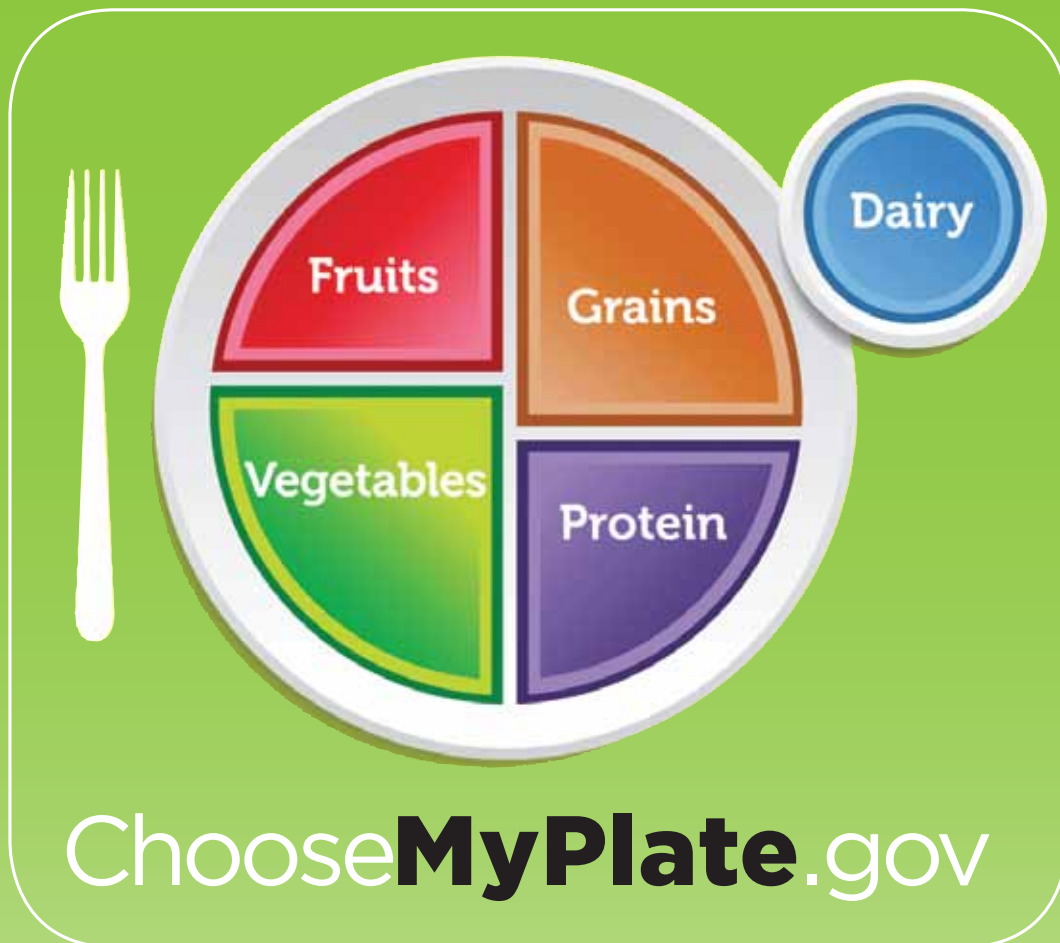 Dairy
Fruits
Grains
Vegetables
Protein
ChooseMyPlate.gov